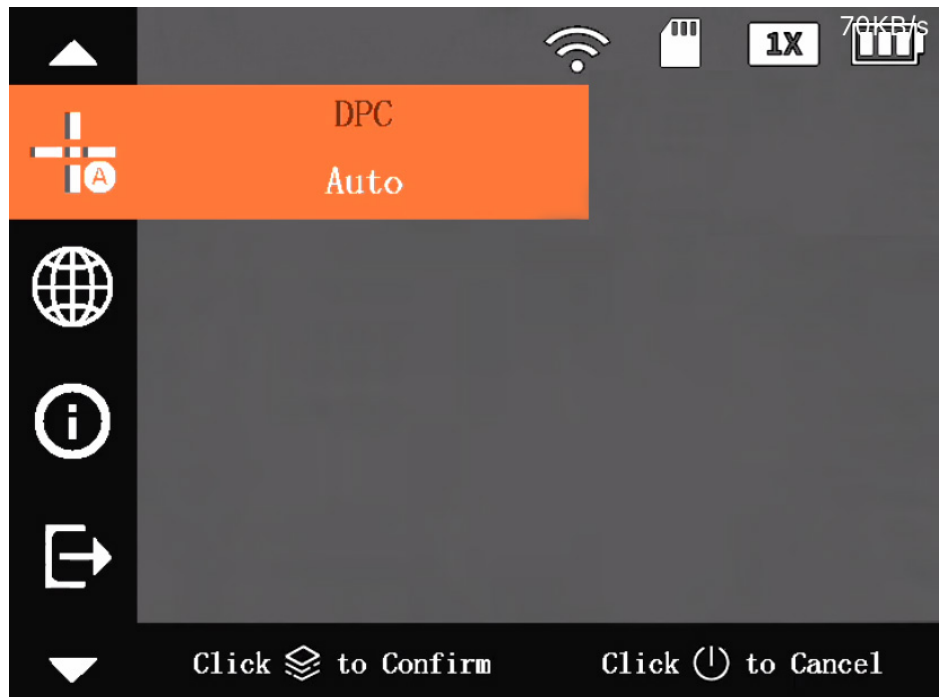 70KB/s
1X
DPC
A
Auto
i
Click to Confirm
Click to Cancel